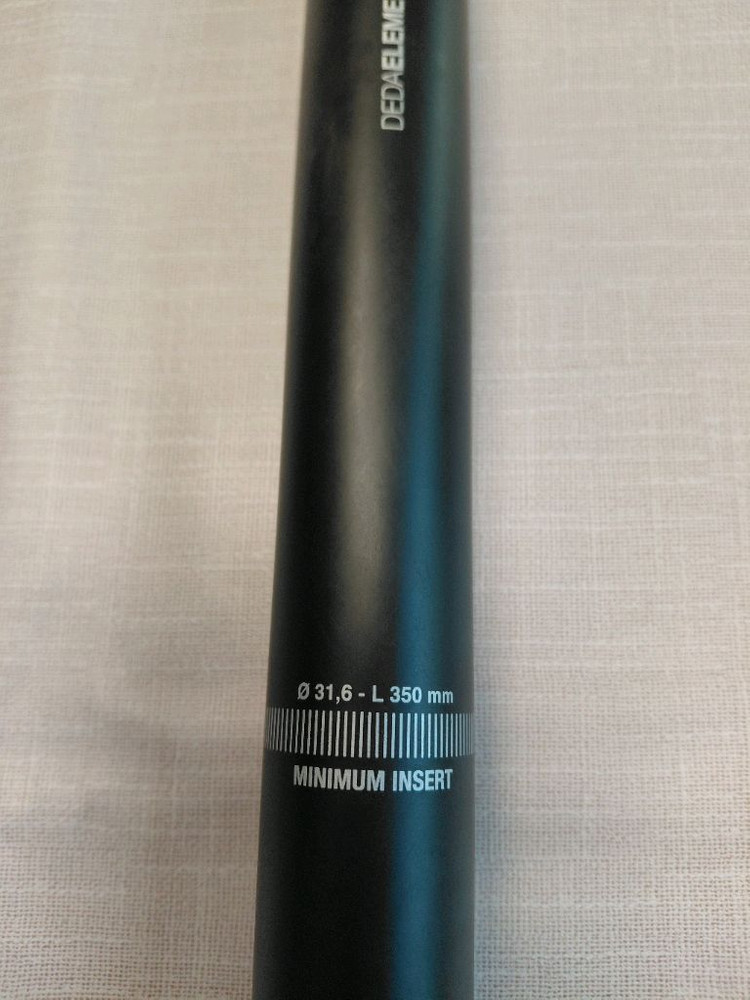 DEDAELEME
Ø 31,6 - L 350 mm
MINIMUM INSERT